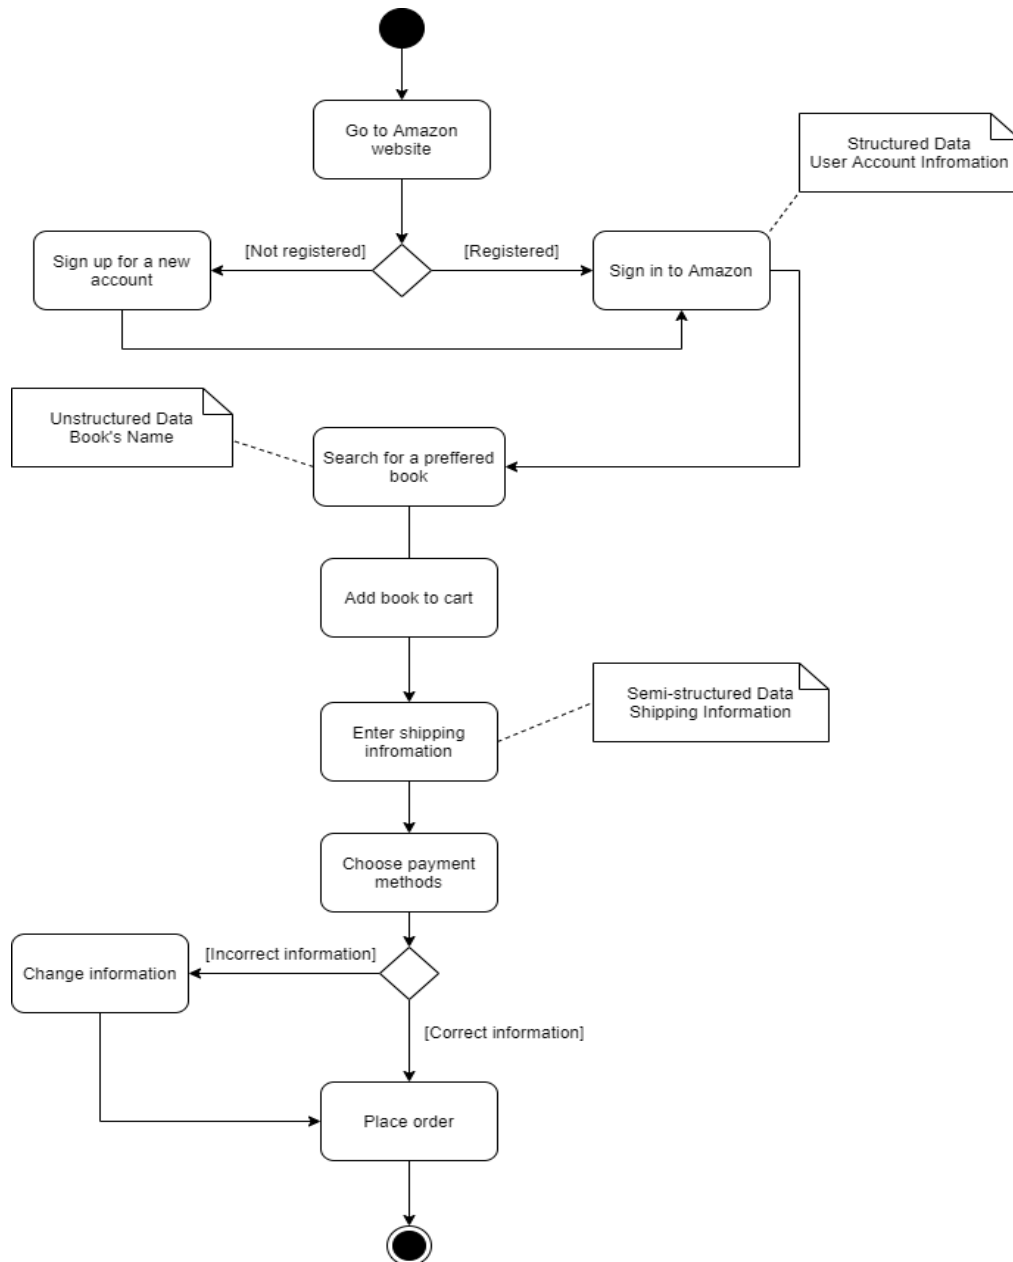 Go to Amazon
website
Structured Data
User Account Infromation
[Not registered]
[Registered]
Sign up for a new
account
Sign in to Amazon
Unstructured Data
Book's Name
Search for a preffered
book
Add book to cart
Semi-structured Data
Shipping Information
Enter shipping
infromation
Choose payment
methods
[Incorrect information]
Change information
[Correct information]
Place order